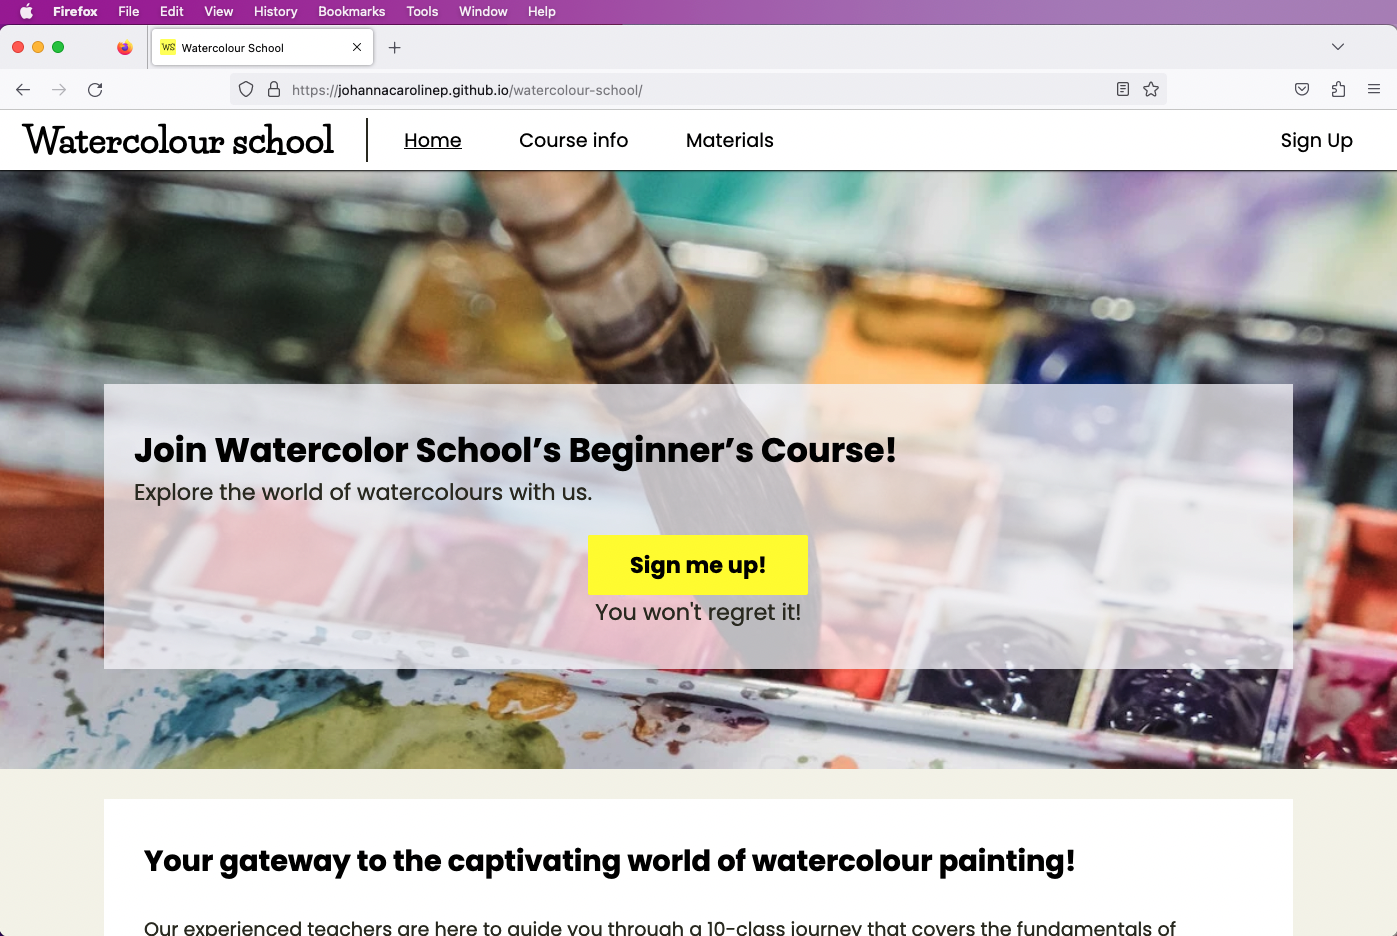 Firefox File Edit View History Bookmarks Tools Window Help
WS Watercolour School
https://johannacarolinep.github.io/watercolour-school/
Watercolour school Home Course info Materials Sign Up
Join Watercolor School’s Beginner’s Course!
Explore the world of watercolours with us.
Sign me up!
You won't regret it!
Your gateway to the captivating world of watercolour painting!
Our experienced teachers are here to guide you through a 10-class journey that covers the fundamentals of